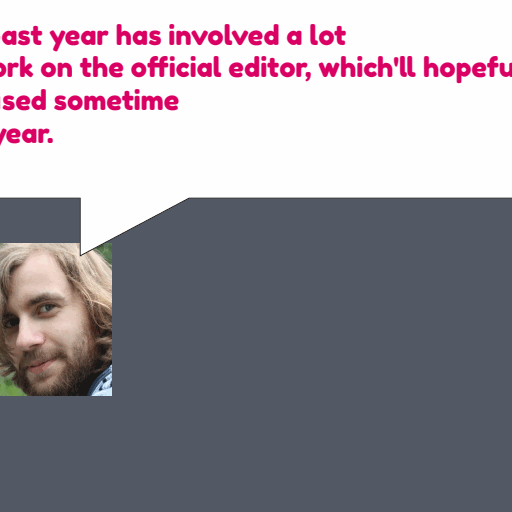 ast year has involved a lot
ork on the official editor, which'll hopefu
sed sometime
year.